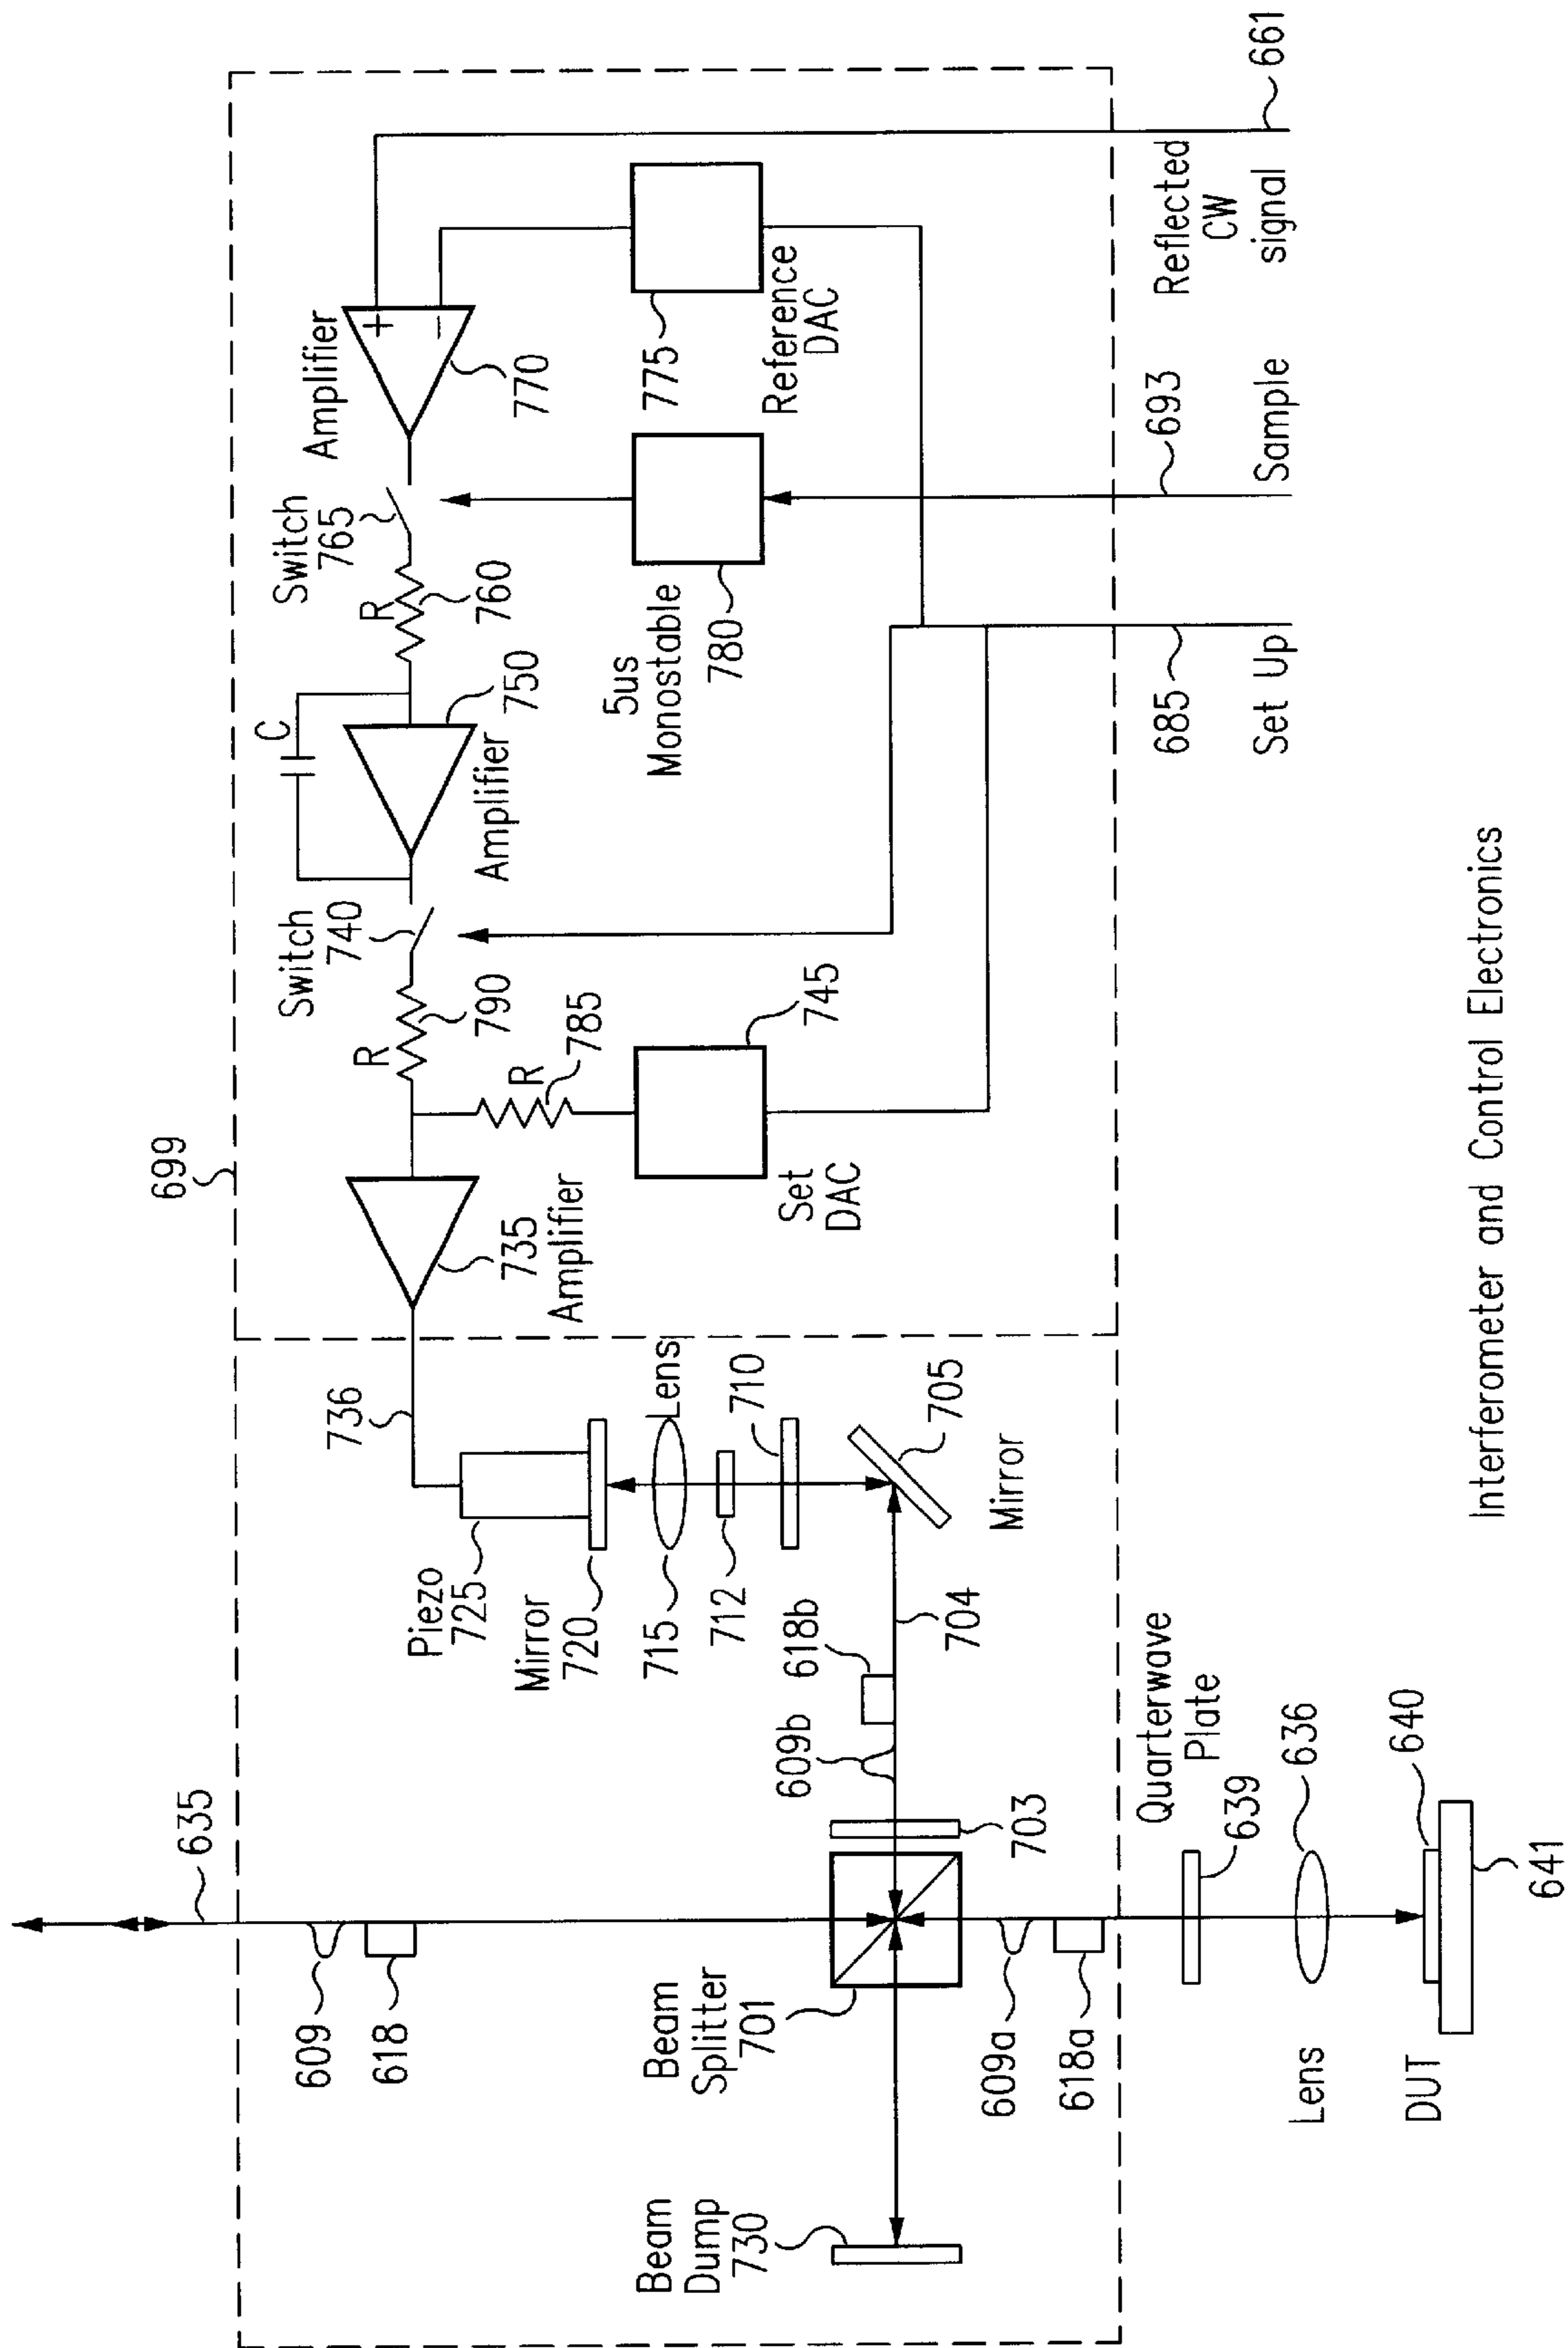 699
635
609
618
Beam
Splitter
701
Beam
Dump
730
609a
618a
703
609b
618b
704
Mirror
705
710
712
715
Lens
Mirror
720
Piezo
725
736
735
Amplifier
R
790
R
785
Set
DAC
745
Switch
740
C
Amplifier
750
R
760
Switch
765
Amplifier
+
−
770
5us
Monostable
780
775
Reference
DAC
685
Set Up
693
Sample
Reflected
CW
signal
661
Quarterwave
Plate
639
Lens
636
DUT
640
641
Interferometer and Control Electronics